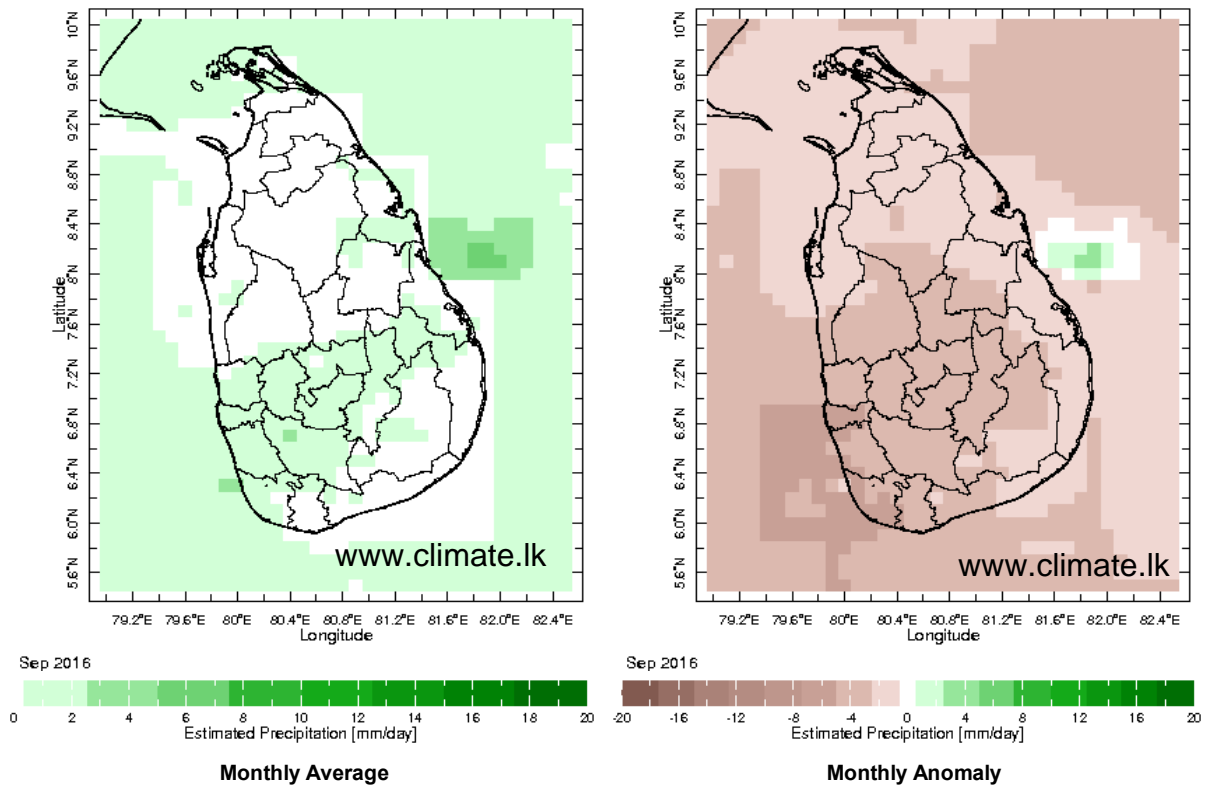 10°N
9.6°N
9.2°N
8.8°N
8.4°N
8°N
7.6°N
7.2°N
6.8°N
6.4°N
6.0°N
5.6°N
Latitude
www.climate.lk
79.2°E 79.6°E 80°E 80.4°E 80.8°E 81.2°E 81.6°E 82.0°E 82.4°E
Longitude
Sep 2016
0 2 4 6 8 10 12 14 16 18 20
Estimated Precipitation [mm/day]
Monthly Average
10°N
9.6°N
9.2°N
8.8°N
8.4°N
8°N
7.6°N
7.2°N
6.8°N
6.4°N
6.0°N
5.6°N
Latitude
www.climate.lk
79.2°E 79.6°E 80°E 80.4°E 80.8°E 81.2°E 81.6°E 82.0°E 82.4°E
Longitude
Sep 2016
-20 -16 -12 -8 -4 0 4 8 12 16 20
Estimated Precipitation [mm/day]
Monthly Anomaly